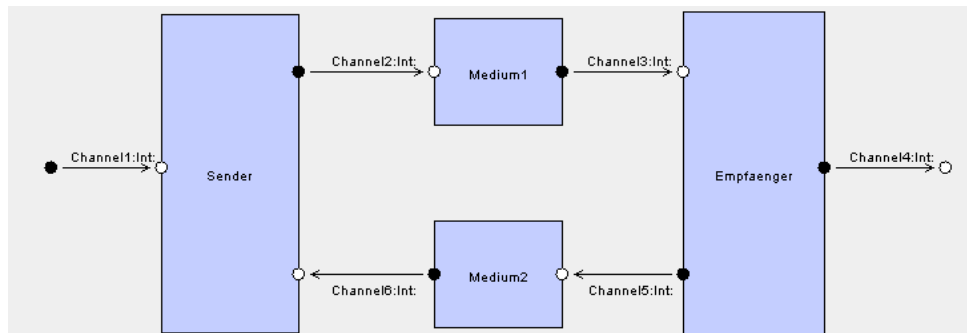 Channel2:Int:
Channel3:Int:
Medium1
Channel1:Int:
Channel4:Int:
Sender
Empfaenger
Medium2
Channel6:Int:
Channel5:Int: